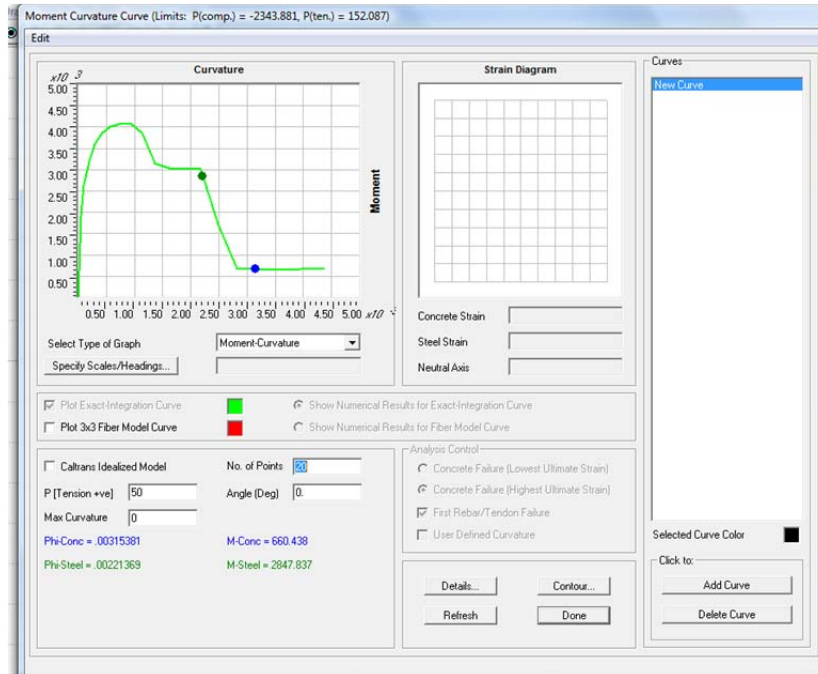 Moment Curvature Curve (Limits: P(comp.) = -2343.881, P(ten.) = 152.087)
Edit
Curvature
x10 3
5.00
4.50
4.00
3.50
3.00
2.50
2.00
1.50
1.00
0.50
0.50 1.00 1.50 2.00 2.50 3.00 3.50 4.00 4.50 5.00 x10
Moment
Select Type of Graph
Moment-Curvature
Specify Scales/Headings...
Strain Diagram
Concrete Strain
Steel Strain
Neutral Axis
Curves
New Curve
Plot Exact-Integration Curve
Show Numerical Results for Exact-Integration Curve
Plot 3x3 Fiber Model Curve
Show Numerical Results for Fiber Model Curve
Caltrans Idealized Model
No. of Points 20
P [Tension +ve] 50
Angle (Deg) 0.
Max Curvature 0
Phi-Conc = .00315381
M-Conc = 660.438
Phi-Steel = .00221369
M-Steel = 2847.837
Analysis Control
Concrete Failure (Lowest Ultimate Strain)
Concrete Failure (Highest Ultimate Strain)
First Rebar/Tendon Failure
User Defined Curvature
Details...
Contour...
Refresh
Done
Selected Curve Color
Click to:
Add Curve
Delete Curve